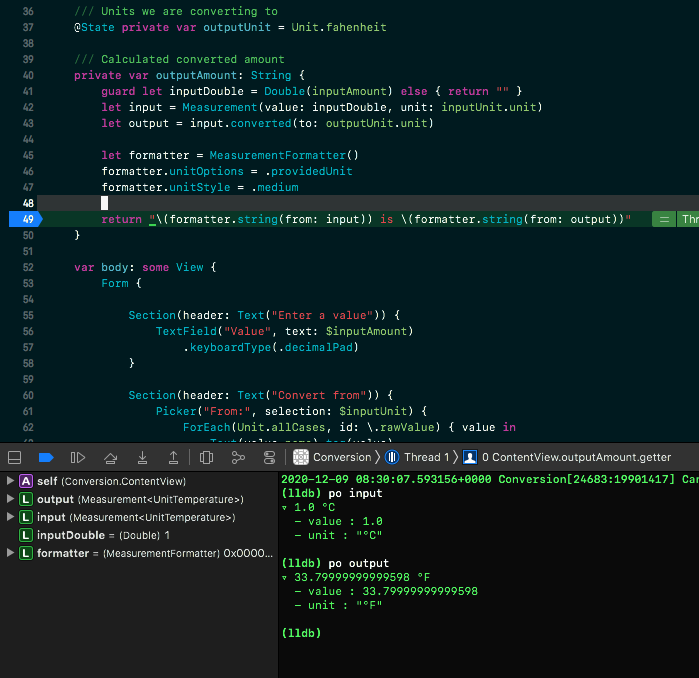 36 /// Units we are converting to
37 @State private var outputUnit = Unit.fahenheit
38
39 /// Calculated converted amount
40 private var outputAmount: String {
41 guard let inputDouble = Double(inputAmount) else { return "" }
42 let input = Measurement(value: inputDouble, unit: inputUnit.unit)
43 let output = input.converted(to: outputUnit.unit)
44
45 let formatter = MeasurementFormatter()
46 formatter.unitOptions = .providedUnit
47 formatter.unitStyle = .medium
48
49 return "\(formatter.string(from: input)) is \(formatter.string(from: output))" = Thr
50 }
51
52 var body: some View {
53 Form {
54
55 Section(header: Text("Enter a value")) {
56 TextField("Value", text: $inputAmount)
57 .keyboardType(.decimalPad)
58 }
59
60 Section(header: Text("Convert from")) {
61 Picker("From:", selection: $inputUnit) {
62 ForEach(Unit.allCases, id: \.rawValue) { value in
Conversion 〉 Thread 1 〉 0 ContentView.outputAmount.getter
A self (Conversion.ContentView)
L output (Measurement<UnitTemperature>)
L input (Measurement<UnitTemperature>)
L inputDouble = (Double) 1
L formatter = (MeasurementFormatter) 0x0000...
2020-12-09 08:30:07.593156+0000 Conversion[24683:19901417] Car
(lldb) po input
▿ 1.0 °C
- value : 1.0
- unit : "°C"
(lldb) po output
▿ 33.79999999999598 °F
- value : 33.79999999999598
- unit : "°F"
(lldb)